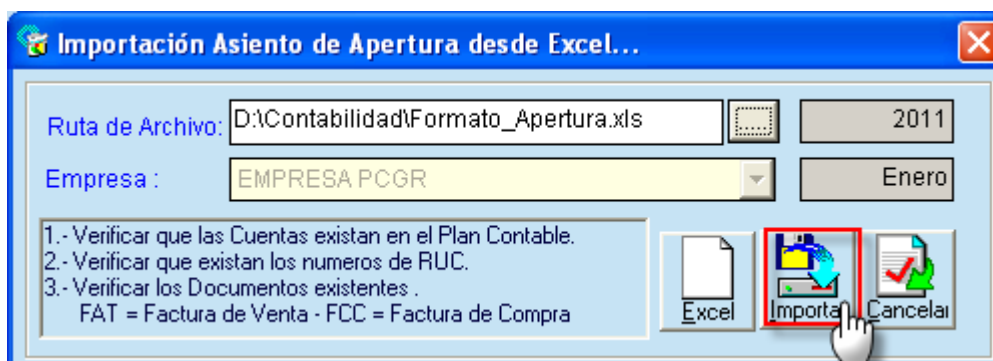 Importación Asiento de Apertura desde Excel...
Ruta de Archivo: D:\Contabilidad\Formato_Apertura.xls ..... 2011
Empresa : EMPRESA PCGR Enero
1.- Verificar que las Cuentas existan en el Plan Contable.
2.- Verificar que existan los numeros de RUC.
3.- Verificar los Documentos existentes .
FAT = Factura de Venta - FCC = Factura de Compra
Excel Importa Cancelar